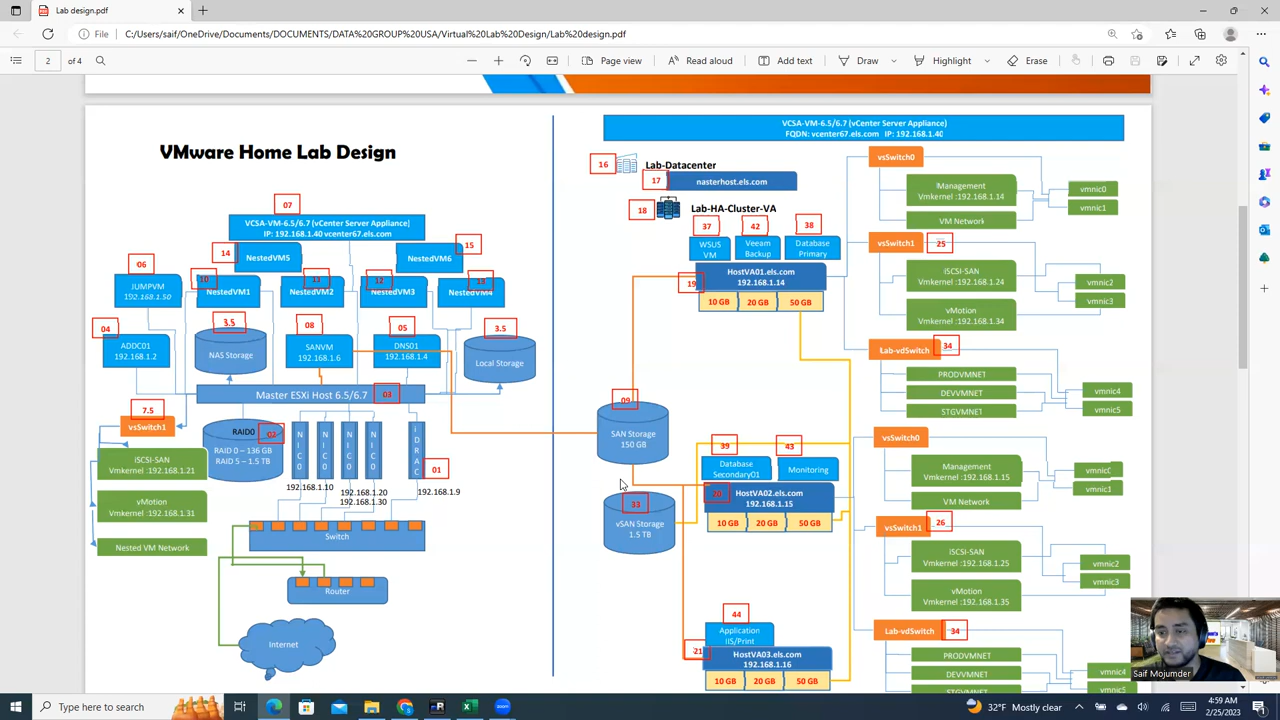 Lab design.pdf
C:/Users/saif/OneDrive/Documents/DOCUMENTS/DATA%20GROUP%20USA/Virtual%20Lab%20Design/Lab%20design.pdf
2 of 4
Page view
Read aloud
Add text
Draw
Highlight
Erase
VMware Home Lab Design
07
VCSA-VM-6.5/6.7 (vCenter Server Appliance)
IP: 192.168.1.40 vcenter67.els.com
14
NestedVM5
15
NestedVM6
06
JUMPVM
192.168.1.50
10
NestedVM1
11
NestedVM2
12
NestedVM3
13
NestedVM4
04
ADDC01
192.168.1.2
3.5
NAS Storage
08
SANVM
192.168.1.6
05
DNS01
192.168.1.4
3.5
Local Storage
Master ESXi Host 6.5/6.7
03
7.5
vsSwitch1
iSCSI-SAN
Vmkernel :192.168.1.21
vMotion
Vmkernel :192.168.1.31
Nested VM Network
RAID0
02
RAID 0 – 136 GB
RAID 5 – 1.5 TB
NIC0
NIC0
NIC0
NIC0
iDRAC
01
192.168.1.10
192.168.1.20
192.168.1.30
192.168.1.9
Switch
Router
Internet
VCSA-VM-6.5/6.7 (vCenter Server Appliance)
FQDN: vcenter67.els.com IP: 192.168.1.40
16
Lab-Datacenter
17
nasterhost.els.com
18
Lab-HA-Cluster-VA
37
WSUS
VM
42
Veeam
Backup
38
Database
Primary
19
HostVA01.els.com
192.168.1.14
10 GB
20 GB
50 GB
09
SAN Storage
150 GB
33
vSAN Storage
1.5 TB
39
Database
Secondary01
43
Monitoring
20
HostVA02.els.com
192.168.1.15
10 GB
20 GB
50 GB
44
Application
IIS/Print
21
HostVA03.els.com
192.168.1.16
10 GB
20 GB
50 GB
vsSwitch0
Management
Vmkernel :192.168.1.14
VM Network
vmnic0
vmnic1
vsSwitch1
25
iSCSI-SAN
Vmkernel :192.168.1.24
vMotion
Vmkernel :192.168.1.34
vmnic2
vmnic3
Lab-vdSwitch
34
PRODVMNET
DEVVMNET
STGVMNET
vmnic4
vmnic5
vsSwitch0
Management
Vmkernel :192.168.1.15
VM Network
vmnic0
vmnic1
vsSwitch1
26
iSCSI-SAN
Vmkernel :192.168.1.25
vMotion
Vmkernel :192.168.1.35
vmnic2
vmnic3
Lab-vdSwitch
34
PRODVMNET
DEVVMNET
STGVMNET
vmnic4
vmnic5
Saif Mojumder
Type here to search
32°F Mostly clear
4:59 AM
2/25/2023